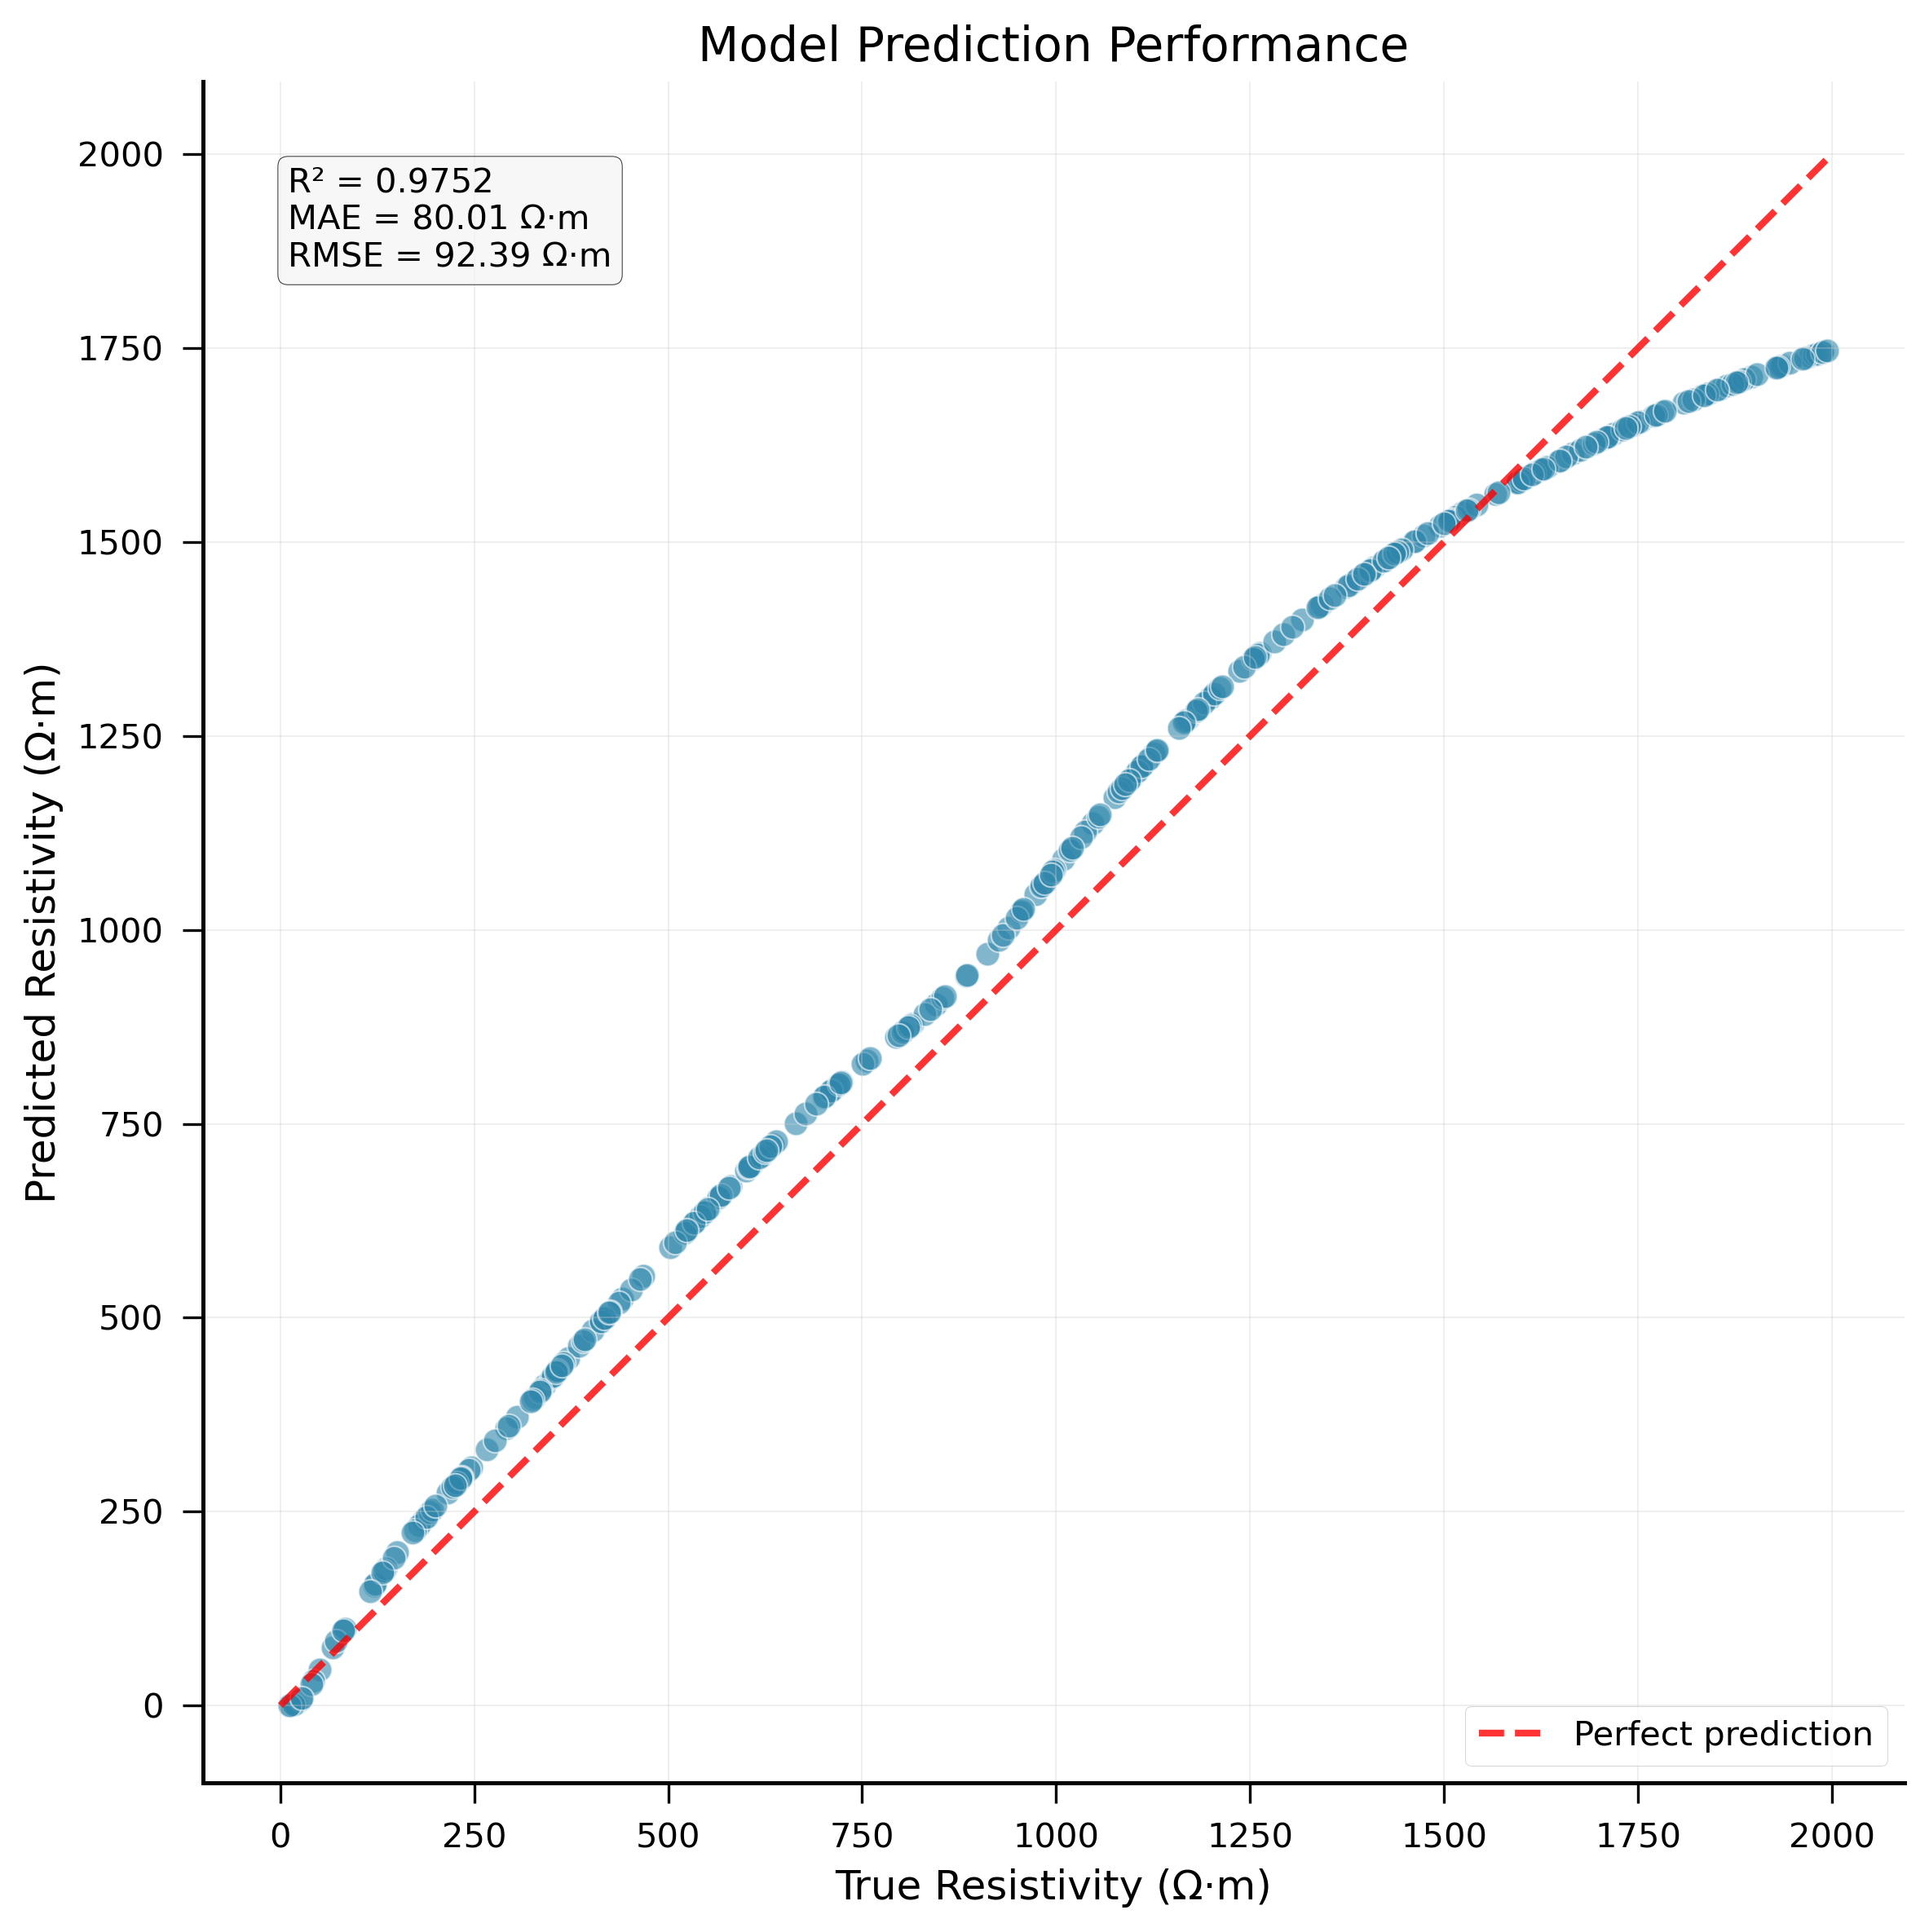 Model Prediction Performance
R² = 0.9752
MAE = 80.01 Ω·m
RMSE = 92.39 Ω·m
Predicted Resistivity (Ω·m)
2000
1750
1500
1250
1000
750
500
250
0
Perfect prediction
0 250 500 750 1000 1250 1500 1750 2000
True Resistivity (Ω·m)